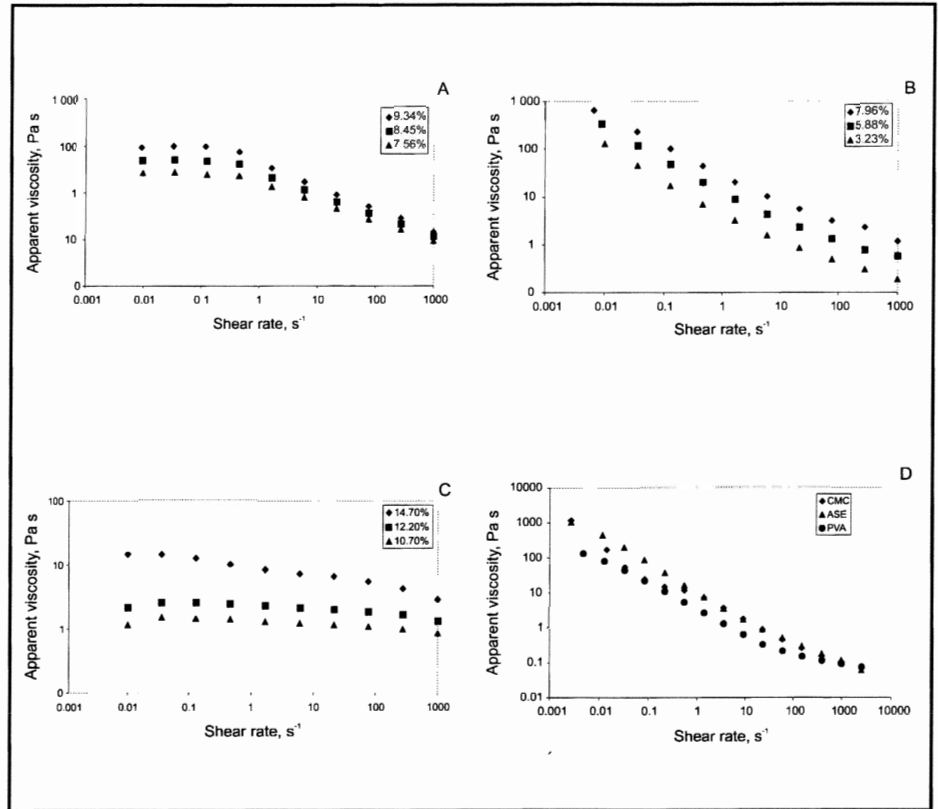 A
1 000
100
1
10
0
0.001 0.01 0 1 1 10 100 1000
9.34%
8.45%
7 56%
Apparent viscosity, Pa s
Shear rate, s-1
B
1 000
100
10
1
0
0.001 0.01 0.1 1 10 100 1000
7.96%
5.88%
3.23%
Apparent viscosity, Pa s
Shear rate, s-1
C
100
10
1
0
0.001 0.01 0.1 1 10 100 1000
14.70%
12.20%
10.70%
Apparent viscosity, Pa s
Shear rate, s-1
D
10000
1000
100
10
1
0.1
0.01
0.001 0.01 0.1 1 10 100 1000 10000
CMC
ASE
PVA
Apparent viscosity, Pa s
Shear rate, s-1